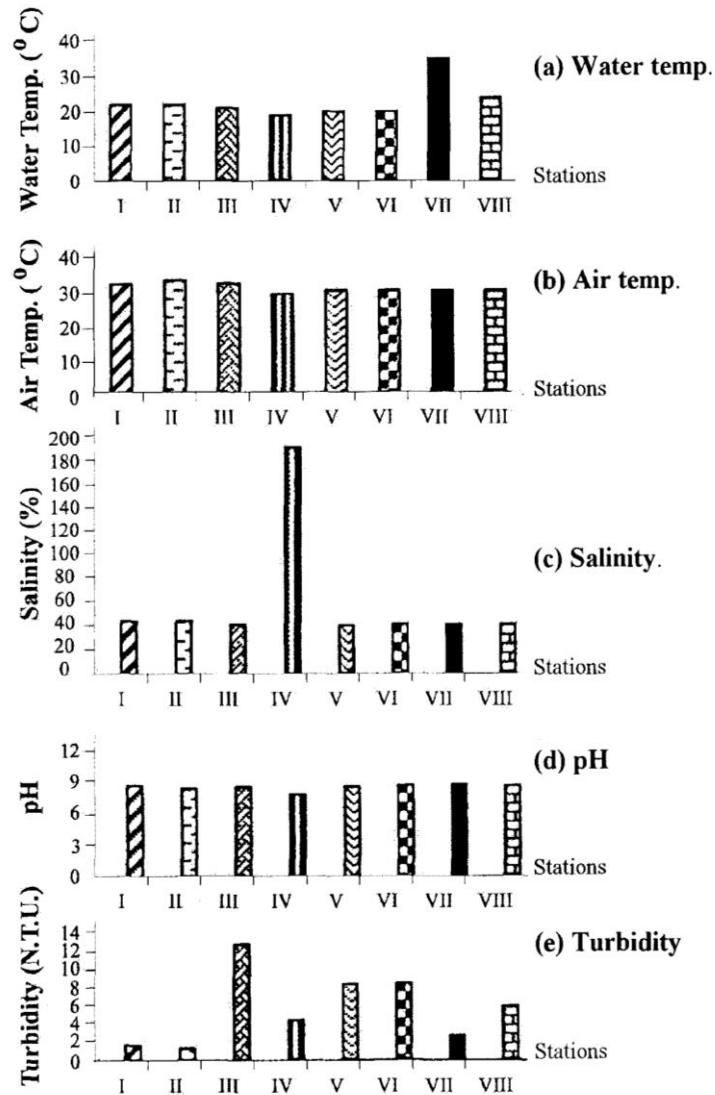 Water Temp. (⁰C)
40
30
20
10
0
(a) Water temp.
Stations
I II III IV V VI VII VIII
Air Temp. (⁰C)
40
30
20
10
0
(b) Air temp.
Stations
I II III IV V VI VII VIII
Salinity (%)
200
180
160
140
120
100
80
60
40
20
0
(c) Salinity.
Stations
I II III IV V VI VII VIII
pH
12
9
6
3
0
(d) pH
Stations
I II III IV V VI VII VIII
Turbidity (N.T.U.)
14
12
10
8
6
4
2
0
(e) Turbidity
Stations
I II III IV V VI VII VIII